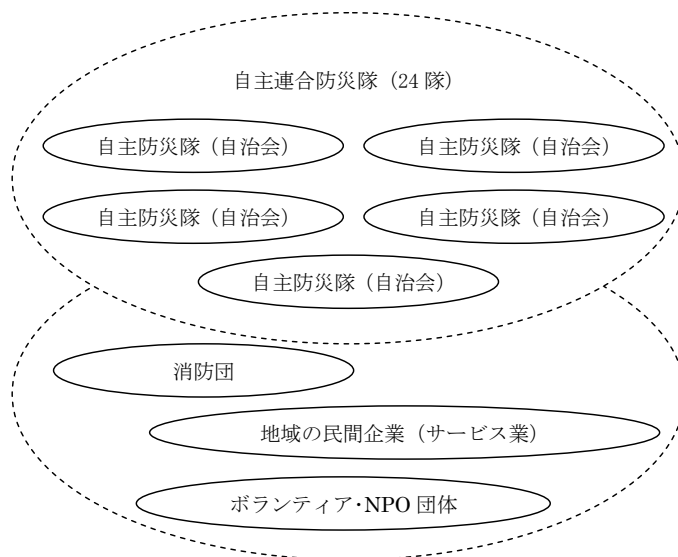 自主連合防災隊（24 隊）
自主防災隊（自治会）
自主防災隊（自治会）
自主防災隊（自治会）
自主防災隊（自治会）
自主防災隊（自治会）
消防団
地域の民間企業（サービス業）
ボランティア・NPO 団体